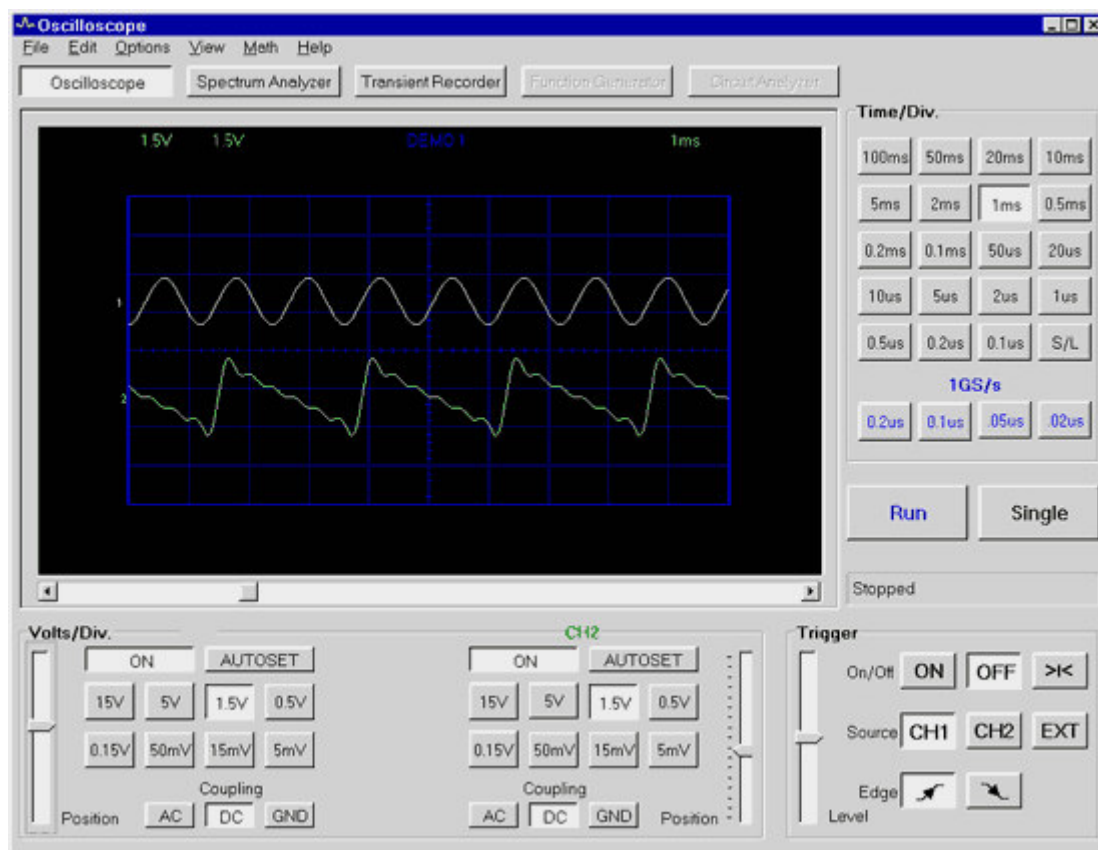 Oscilloscope
File Edit Options View Math Help
Oscilloscope Spectrum Analyzer Transient Recorder Function Generator Circuit Analyzer
1.5V 1.5V DEMO 1 1ms
1
2
Time/Div.
100ms 50ms 20ms 10ms
5ms 2ms 1ms 0.5ms
0.2ms 0.1ms 50us 20us
10us 5us 2us 1us
0.5us 0.2us 0.1us S/L
1GS/s
0.2us 0.1us .05us .02us
Run Single
Stopped
Volts/Div.
ON AUTOSET
15V 5V 1.5V 0.5V
0.15V 50mV 15mV 5mV
Coupling
Position AC DC GND
CH2
ON AUTOSET
15V 5V 1.5V 0.5V
0.15V 50mV 15mV 5mV
Coupling
AC DC GND Position
Trigger
On/Off ON OFF >I<
Source CH1 CH2 EXT
Edge
Level